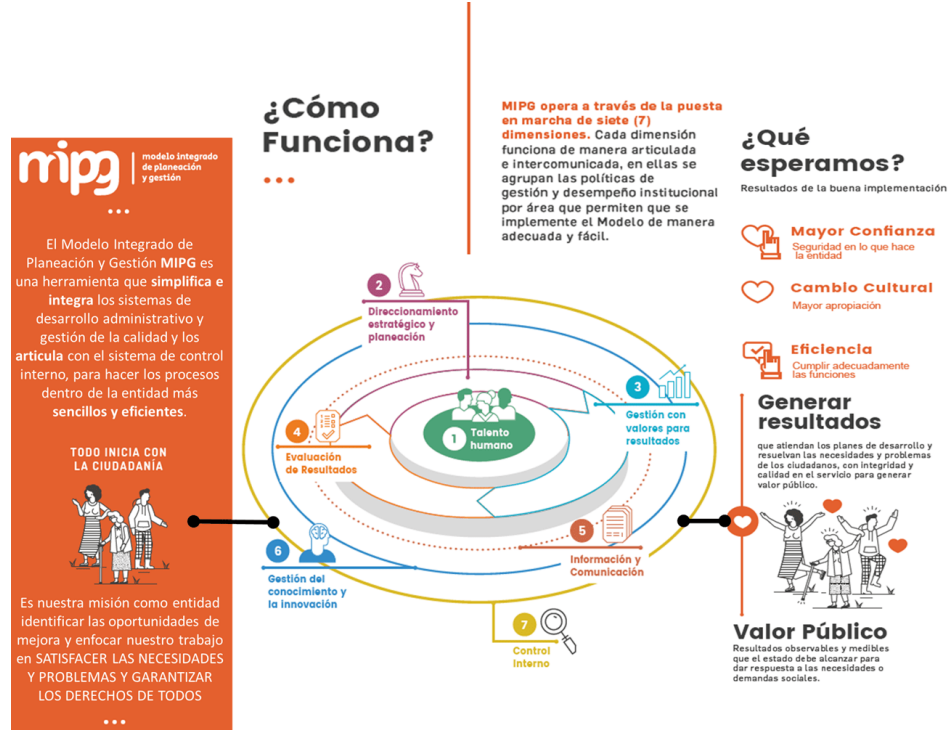 mipg
modelo integrado
de planeación
y gestión
El Modelo Integrado de
Planeación y Gestión MIPG es
una herramienta que simplifica e
integra los sistemas de
desarrollo administrativo y
gestión de la calidad y los
articula con el sistema de control
interno, para hacer los procesos
dentro de la entidad más
sencillos y eficientes.
TODO INICIA CON
LA CIUDADANÍA
Es nuestra misión como entidad
identificar las oportunidades de
mejora y enfocar nuestro trabajo
en SATISFACER LAS NECESIDADES
Y PROBLEMAS Y GARANTIZAR
LOS DERECHOS DE TODOS
¿Cómo
Funciona?
MIPG opera a través de la puesta
en marcha de siete (7)
dimensiones. Cada dimensión
funciona de manera articulada
e intercomunicada, en ellas se
agrupan las políticas de
gestión y desempeño institucional
por área que permiten que se
implemente el Modelo de manera
adecuada y fácil.
1
Talento
humano
2
Direccionamiento
estratégico y
planeación
3
Gestión con
valores para
resultados
4
Evaluación
de Resultados
5
Información y
Comunicación
6
Gestión del
conocimiento y
la innovación
7
Control
Interno
¿Qué
esperamos?
Resultados de la buena implementación
Mayor Confianza
Seguridad en lo que hace
la entidad
Cambio Cultural
Mayor apropiación
Eficiencia
Cumplir adecuadamente
las funciones
Generar
resultados
que atiendan los planes de desarrollo y
resuelvan las necesidades y problemas
de los ciudadanos, con integridad y
calidad en el servicio para generar
valor público.
Valor Público
Resultados observables y medibles
que el estado debe alcanzar para
dar respuesta a las necesidades o
demandas sociales.